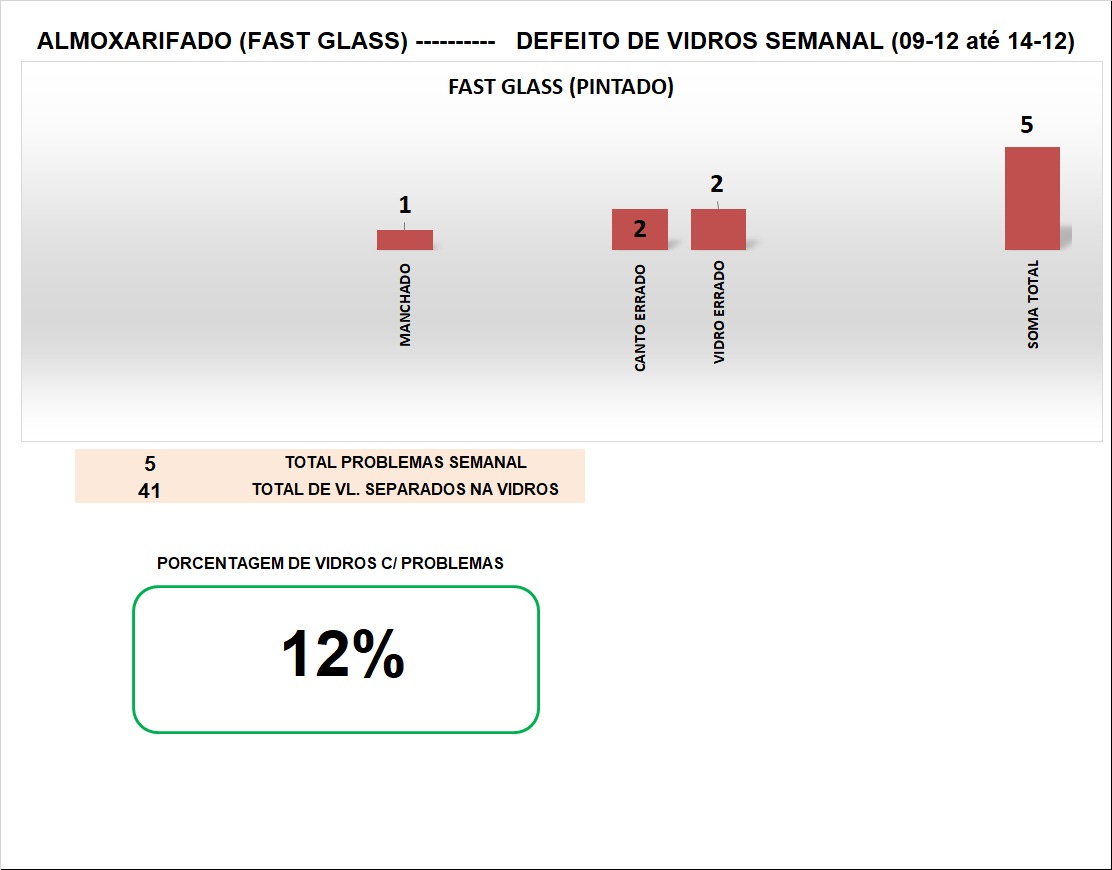 ALMOXARIFADO (FAST GLASS) ---------- DEFEITO DE VIDROS SEMANAL (09-12 até 14-12)
FAST GLASS (PINTADO)
1
2
2
5
MANCHADO
CANTO ERRADO
VIDRO ERRADO
SOMA TOTAL
5 TOTAL PROBLEMAS SEMANAL
41 TOTAL DE VL. SEPARADOS NA VIDROS
PORCENTAGEM DE VIDROS C/ PROBLEMAS
12%